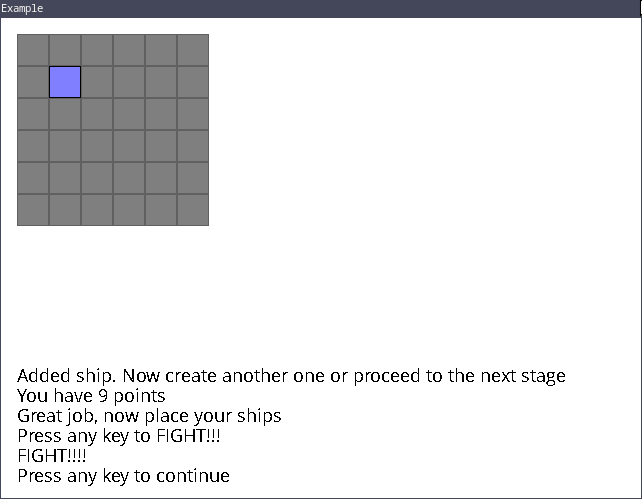 Example
Added ship. Now create another one or proceed to the next stage
You have 9 points
Great job, now place your ships
Press any key to FIGHT!!!
FIGHT!!!!
Press any key to continue